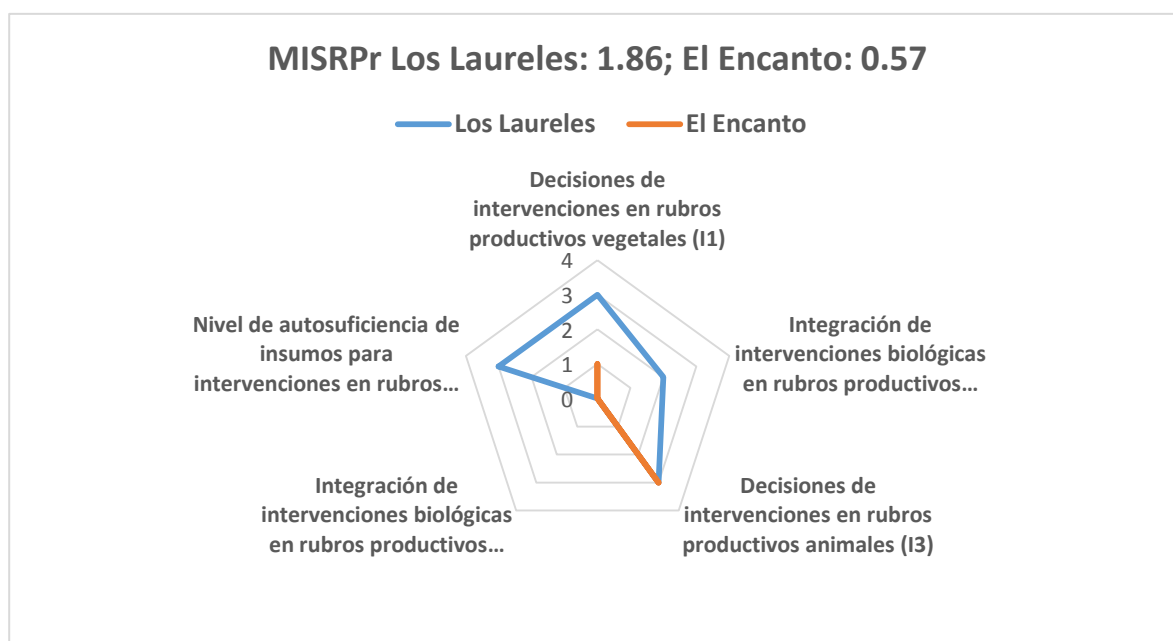 MISRPr Los Laureles: 1.86; El Encanto: 0.57
Los Laureles
El Encanto
Decisiones de
intervenciones en rubros
productivos vegetales (I1)
4
3
2
1
0
Integración de
intervenciones biológicas
en rubros productivos…
Decisiones de
intervenciones en rubros
productivos animales (I3)
Integración de
intervenciones biológicas
en rubros productivos…
Nivel de autosuficiencia de
insumos para
intervenciones en rubros…